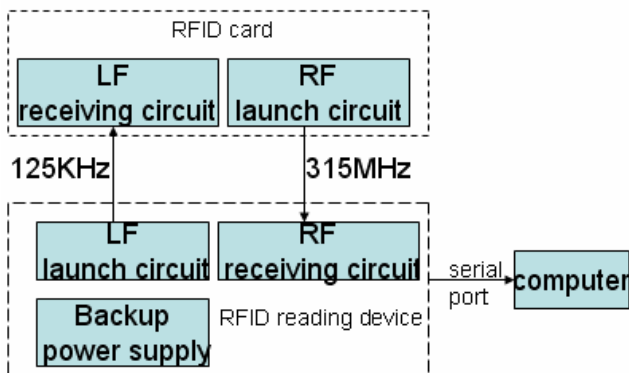 RFID card
LF
receiving circuit
RF
launch circuit
125KHz
315MHz
LF
launch circuit
RF
receiving circuit
serial
port
computer
Backup
power supply
RFID reading device